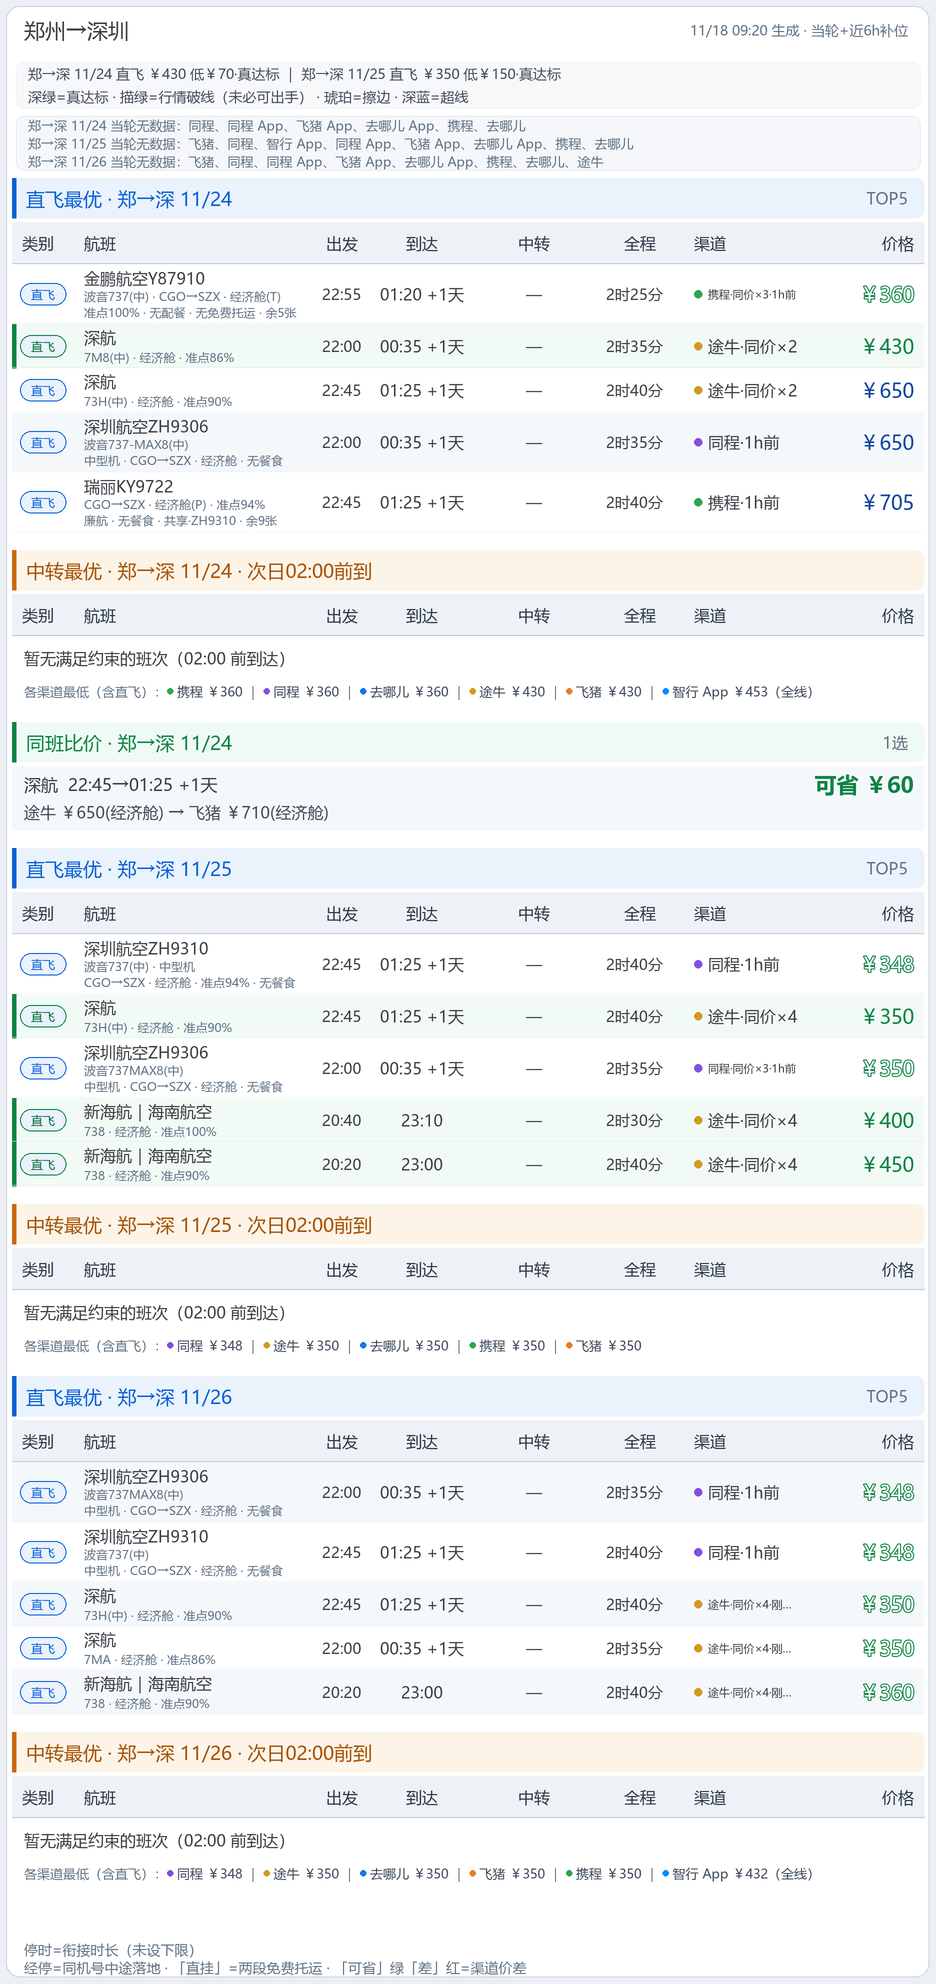 郑州→深圳
11/18 09:20 生成 · 当轮+近6h补位
郑→深 11/24 直飞 ¥430 低¥70·真达标 | 郑→深 11/25 直飞 ¥350 低¥150·真达标
深绿=真达标 · 描绿=行情破线（未必可出手） · 琥珀=擦边 · 深蓝=超线
郑→深 11/24 当轮无数据：同程、同程 App、飞猪 App、去哪儿 App、携程、去哪儿
郑→深 11/25 当轮无数据：飞猪、同程、智行 App、同程 App、飞猪 App、去哪儿 App、携程、去哪儿
郑→深 11/26 当轮无数据：飞猪、同程、同程 App、飞猪 App、去哪儿 App、携程、去哪儿、途牛
直飞最优 · 郑→深 11/24 TOP5
类别 航班 出发 到达 中转 全程 渠道 价格
金鹏航空Y87910
直飞 波音737(中) · CGO→SZX · 经济舱(T) 22:55 01:20 +1天 — 2时25分 携程·同价×3·1h前 ¥360
准点100% · 无配餐 · 无免费托运 · 余5张
深航
直飞 7M8(中) · 经济舱 · 准点86% 22:00 00:35 +1天 — 2时35分 途牛·同价×2 ¥430
深航
直飞 73H(中) · 经济舱 · 准点90% 22:45 01:25 +1天 — 2时40分 途牛·同价×2 ¥650
深圳航空ZH9306
直飞 波音737-MAX8(中) 22:00 00:35 +1天 — 2时35分 同程·1h前 ¥650
中型机 · CGO→SZX · 经济舱 · 无餐食
瑞丽KY9722
直飞 CGO→SZX · 经济舱(P) · 准点94% 22:45 01:25 +1天 — 2时40分 携程·1h前 ¥705
廉航 · 无餐食 · 共享·ZH9310 · 余9张
中转最优 · 郑→深 11/24 · 次日02:00前到
类别 航班 出发 到达 中转 全程 渠道 价格
暂无满足约束的班次（02:00 前到达）
各渠道最低（含直飞）: 携程 ¥360 | 同程 ¥360 | 去哪儿 ¥360 | 途牛 ¥430 | 飞猪 ¥430 | 智行 App ¥453（全线）
同班比价 · 郑→深 11/24 1选
深航 22:45→01:25 +1天 可省 ¥60
途牛 ¥650(经济舱) → 飞猪 ¥710(经济舱)
直飞最优 · 郑→深 11/25 TOP5
类别 航班 出发 到达 中转 全程 渠道 价格
深圳航空ZH9310
直飞 波音737(中) · 中型机 22:45 01:25 +1天 — 2时40分 同程·1h前 ¥348
CGO→SZX · 经济舱 · 准点94% · 无餐食
深航
直飞 73H(中) · 经济舱 · 准点90% 22:45 01:25 +1天 — 2时40分 途牛·同价×4 ¥350
深圳航空ZH9306
直飞 波音737MAX8(中) 22:00 00:35 +1天 — 2时35分 同程·同价×3·1h前 ¥350
中型机 · CGO→SZX · 经济舱 · 无餐食
新海航 | 海南航空
直飞 738 · 经济舱 · 准点100% 20:40 23:10 — 2时30分 途牛·同价×4 ¥400
新海航 | 海南航空
直飞 738 · 经济舱 · 准点90% 20:20 23:00 — 2时40分 途牛·同价×4 ¥450
中转最优 · 郑→深 11/25 · 次日02:00前到
类别 航班 出发 到达 中转 全程 渠道 价格
暂无满足约束的班次（02:00 前到达）
各渠道最低（含直飞）: 同程 ¥348 | 途牛 ¥350 | 去哪儿 ¥350 | 携程 ¥350 | 飞猪 ¥350
直飞最优 · 郑→深 11/26 TOP5
类别 航班 出发 到达 中转 全程 渠道 价格
深圳航空ZH9306
直飞 波音737MAX8(中) 22:00 00:35 +1天 — 2时35分 同程·1h前 ¥348
中型机 · CGO→SZX · 经济舱 · 无餐食
深圳航空ZH9310
直飞 波音737(中) 22:45 01:25 +1天 — 2时40分 同程·1h前 ¥348
中型机 · CGO→SZX · 经济舱 · 无餐食
深航
直飞 73H(中) · 经济舱 · 准点90% 22:45 01:25 +1天 — 2时40分 途牛·同价×4·刚... ¥350
深航
直飞 7MA · 经济舱 · 准点86% 22:00 00:35 +1天 — 2时35分 途牛·同价×4·刚... ¥350
新海航 | 海南航空
直飞 738 · 经济舱 · 准点90% 20:20 23:00 — 2时40分 途牛·同价×4·刚... ¥360
中转最优 · 郑→深 11/26 · 次日02:00前到
类别 航班 出发 到达 中转 全程 渠道 价格
暂无满足约束的班次（02:00 前到达）
各渠道最低（含直飞）: 同程 ¥348 | 途牛 ¥350 | 去哪儿 ¥350 | 飞猪 ¥350 | 携程 ¥350 | 智行 App ¥432（全线）
停时=衔接时长（未设下限）
经停=同机号中途落地 · 「直挂」=两段免费托运 · 「可省」绿「差」红=渠道价差